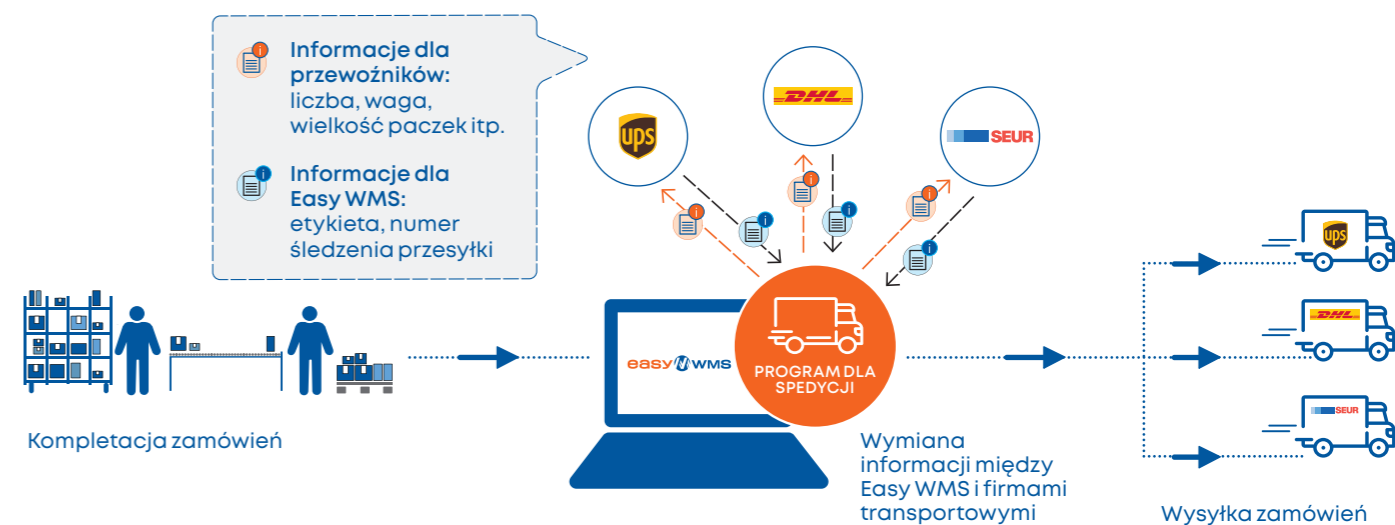 Informacje dla
przewoźników:
liczba, waga,
wielkość paczek itp.
Informacje dla
Easy WMS:
etykieta, numer
śledzenia przesyłki
ups
DHL
SEUR
easy WMS
PROGRAM DLA
SPEDYCJI
Kompletacja zamówień
Wymiana
informacji między
Easy WMS i firmami
transportowymi
ups
DHL
SEUR
Wysyłka zamówień